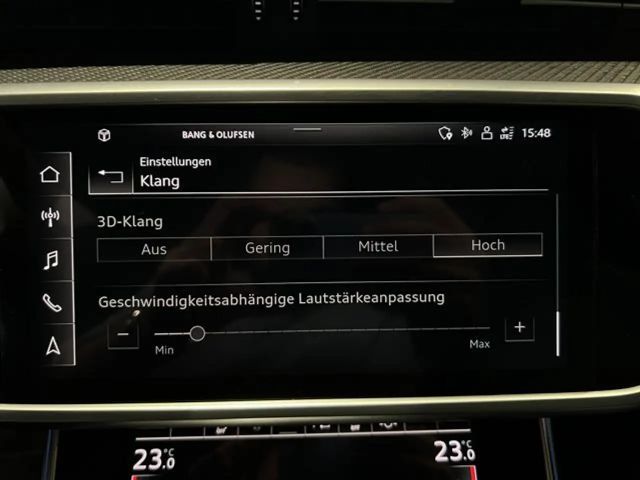 BANG & OLUFSEN
LTE
15:48
Einstellungen
Klang
3D-Klang
Aus Gering Mittel Hoch
Geschwindigkeitsabhängige Lautstärkeanpassung
− +
Min Max
23.0°C 23.0°C